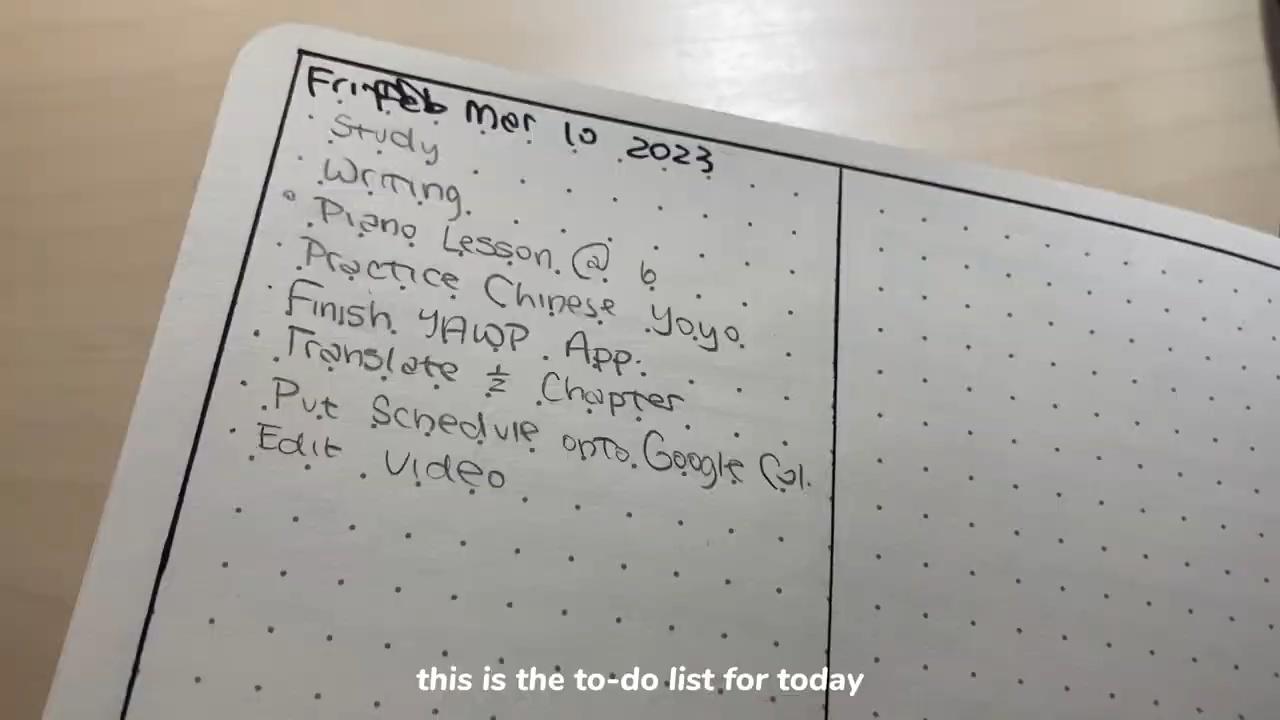 Fri Mar 10 2023
Study
Writing
Piano Lesson @ 6
Practice Chinese Yoyo
Finish YAWP App.
Translate ½ Chapter
Put Schedule onto Google Cal.
Edit Video
this is the to-do list for today